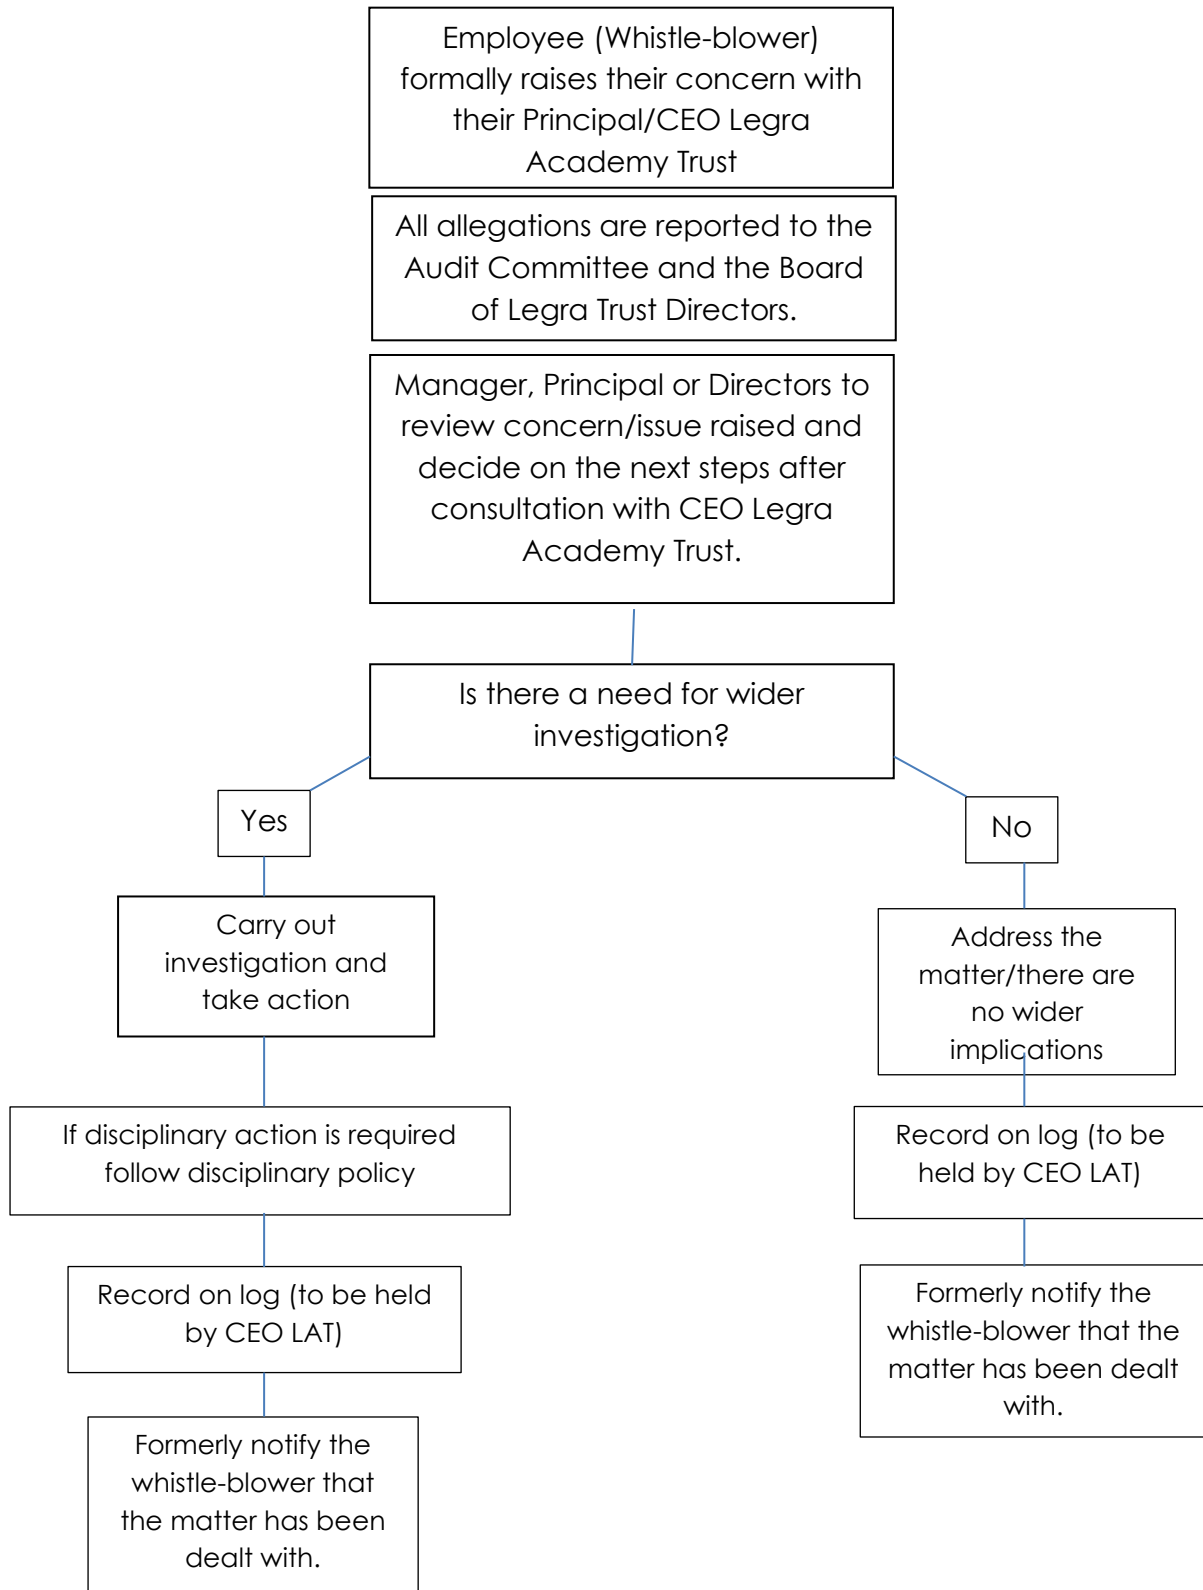 Employee (Whistle-blower)
formally raises their concern with
their Principal/CEO Legra
Academy Trust
All allegations are reported to the
Audit Committee and the Board
of Legra Trust Directors.
Manager, Principal or Directors to
review concern/issue raised and
decide on the next steps after
consultation with CEO Legra
Academy Trust.
Is there a need for wider
investigation?
Yes
Carry out
investigation and
take action
If disciplinary action is required
follow disciplinary policy
Record on log (to be held
by CEO LAT)
Formerly notify the
whistle-blower that
the matter has been
dealt with.
No
Address the
matter/there are
no wider
implications
Record on log (to be
held by CEO LAT)
Formerly notify the
whistle-blower that the
matter has been dealt
with.